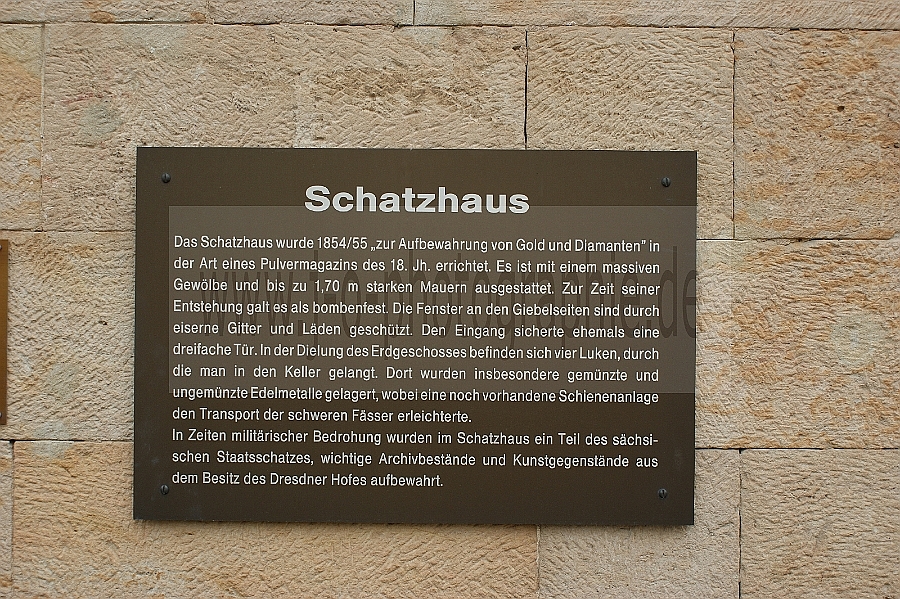 Schatzhaus
Das Schatzhaus wurde 1854/55 „zur Aufbewahrung von Gold und Diamanten" in
der Art eines Pulvermagazins des 18. Jh. errichtet. Es ist mit einem massiven
Gewölbe und bis zu 1,70 m starken Mauern ausgestattet. Zur Zeit seiner
Entstehung galt es als bombenfest. Die Fenster an den Giebelseiten sind durch
eiserne Gitter und Läden geschützt. Den Eingang sicherte ehemals eine
dreifache Tür. In der Dielung des Erdgeschosses befinden sich vier Luken, durch
die man in den Keller gelangt. Dort wurden insbesondere gemünzte und
ungemünzte Edelmetalle gelagert, wobei eine noch vorhandene Schienenanlage
den Transport der schweren Fässer erleichterte.
In Zeiten militärischer Bedrohung wurden im Schatzhaus ein Teil des sächsi-
schen Staatsschatzes, wichtige Archivbestände und Kunstgegenstände aus
dem Besitz des Dresdner Hofes aufbewahrt.